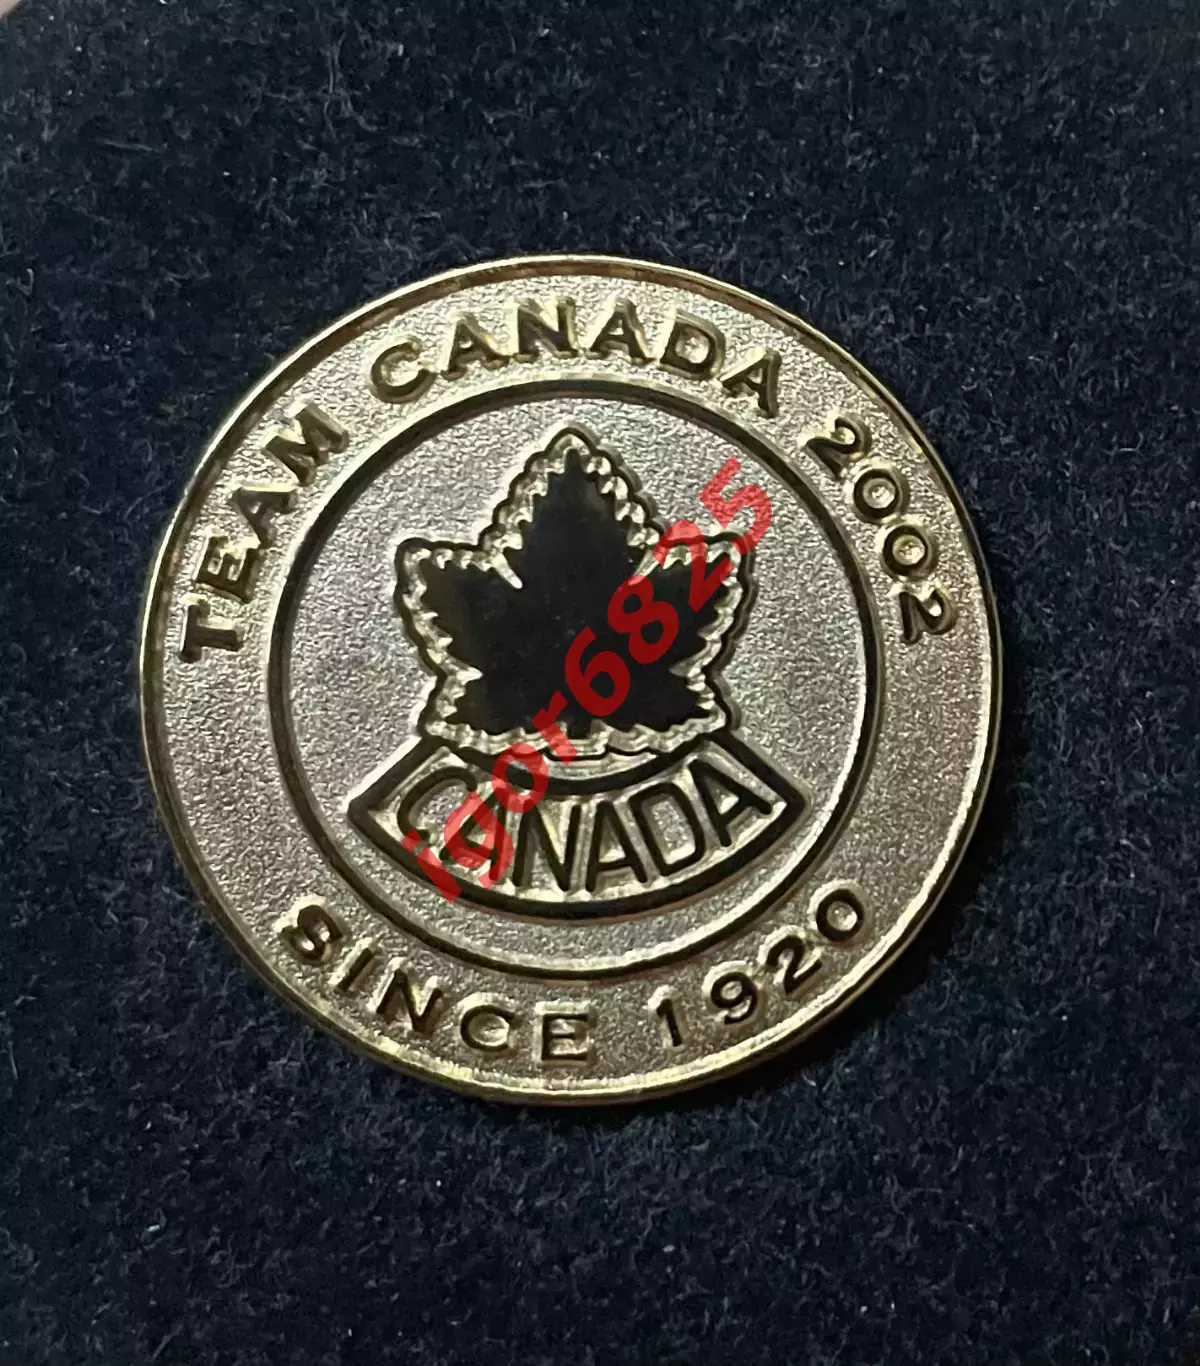 TEAM CANADA 2002
CANADA
SINCE 1920
igor6825